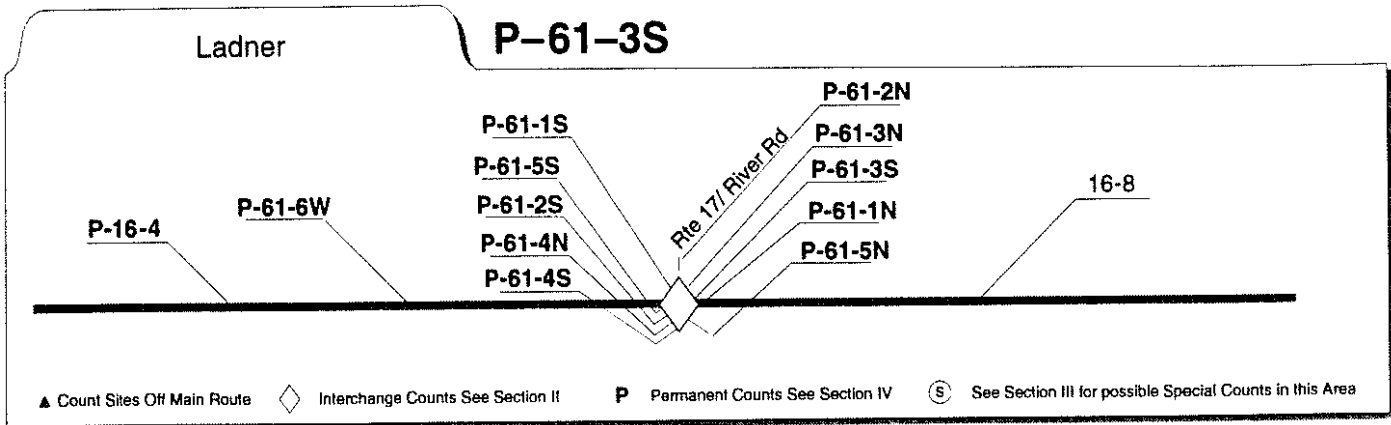 Ladner
P–61–3S
P-61-2N
P-61-1S
P-61-3N
P-61-5S
P-61-3S
Rte 17/ River Rd
16-8
P-61-6W
P-61-2S
P-61-1N
P-16-4
P-61-4N
P-61-5N
P-61-4S
▲ Count Sites Off Main Route ◇ Interchange Counts See Section II P Permanent Counts See Section IV Ⓢ See Section III for possible Special Counts in this Area